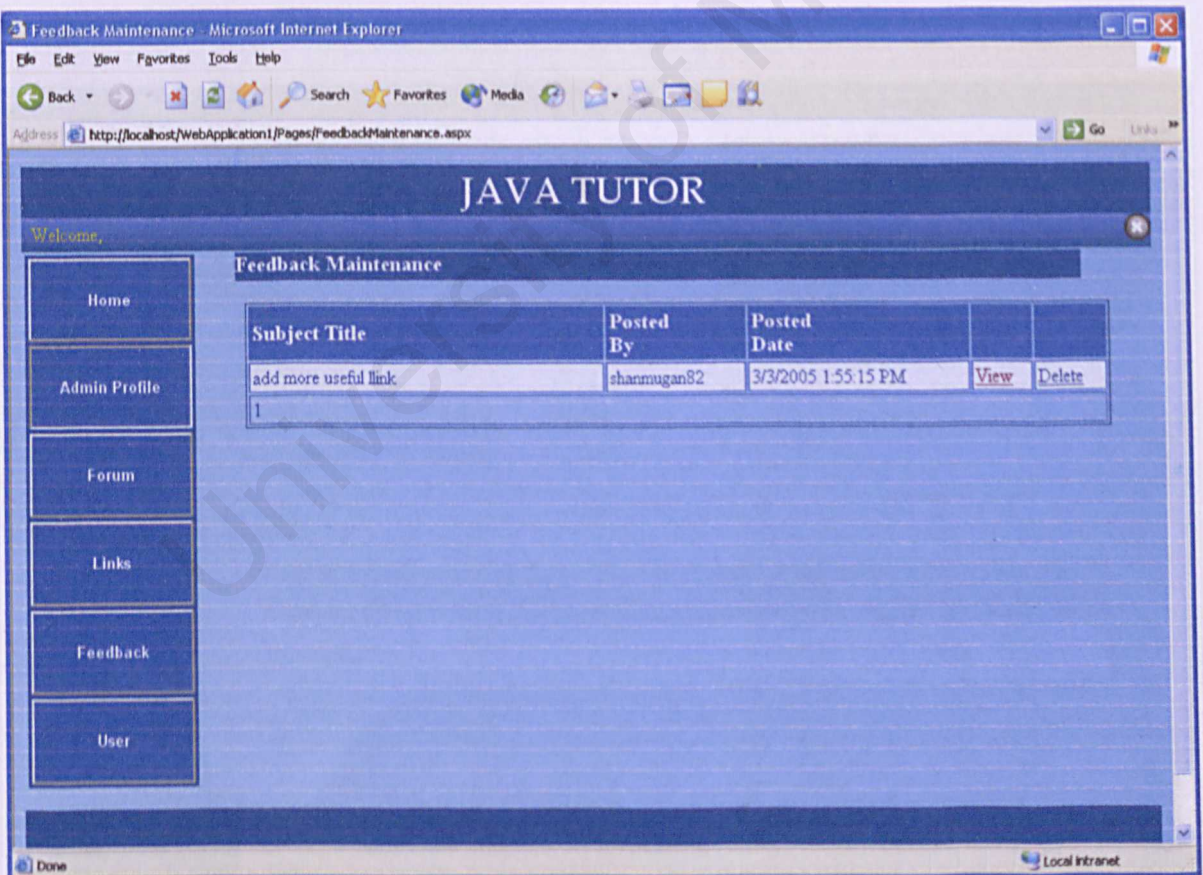 Feedback Maintenance - Microsoft Internet Explorer
File Edit View Favorites Tools Help
Back Search Favorites Media
Address http://localhost/WebApplication1/Pages/FeedbackMaintenance.aspx Go Links »
JAVA TUTOR
Welcome,
Feedback Maintenance
Home
Admin Profile
Forum
Links
Feedback
User
Subject Title Posted By Posted Date
add more useful llink shanmugan82 3/3/2005 1:55:15 PM View Delete
1
Done Local intranet
University of M